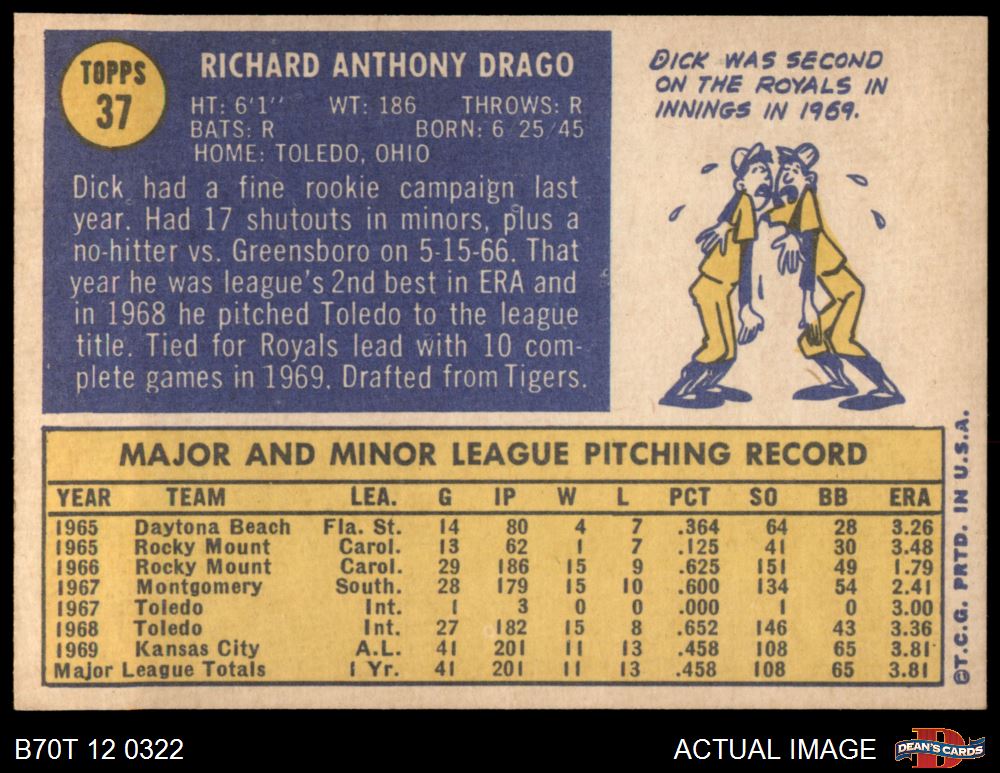 TOPPS
37
RICHARD ANTHONY DRAGO
HT: 6'1" WT: 186 THROWS: R
BATS: R BORN: 6 25 45
HOME: TOLEDO, OHIO
Dick had a fine rookie campaign last
year. Had 17 shutouts in minors, plus a
no-hitter vs. Greensboro on 5-15-66. That
year he was league's 2nd best in ERA and
in 1968 he pitched Toledo to the league
title. Tied for Royals lead with 10 com-
plete games in 1969. Drafted from Tigers.
DICK WAS SECOND
ON THE ROYALS IN
INNINGS IN 1969.
MAJOR AND MINOR LEAGUE PITCHING RECORD
YEAR TEAM LEA. G IP W L PCT SO BB ERA
1965 Daytona Beach Fla. St. 14 80 4 7 .364 64 28 3.26
1965 Rocky Mount Carol. 13 62 1 7 .125 41 30 3.48
1966 Rocky Mount Carol. 29 186 15 9 .625 151 49 1.79
1967 Montgomery South. 28 179 15 10 .600 134 54 2.41
1967 Toledo Int. 1 3 0 0 .000 1 0 3.00
1968 Toledo Int. 27 182 15 8 .652 146 43 3.36
1969 Kansas City A.L. 41 201 11 13 .458 108 65 3.81
Major League Totals 1 Yr. 41 201 11 13 .458 108 65 3.81
©T.C.G. PRTD. IN U.S.A.
B70T 12 0322
ACTUAL IMAGE
D
DEAN'S CARDS